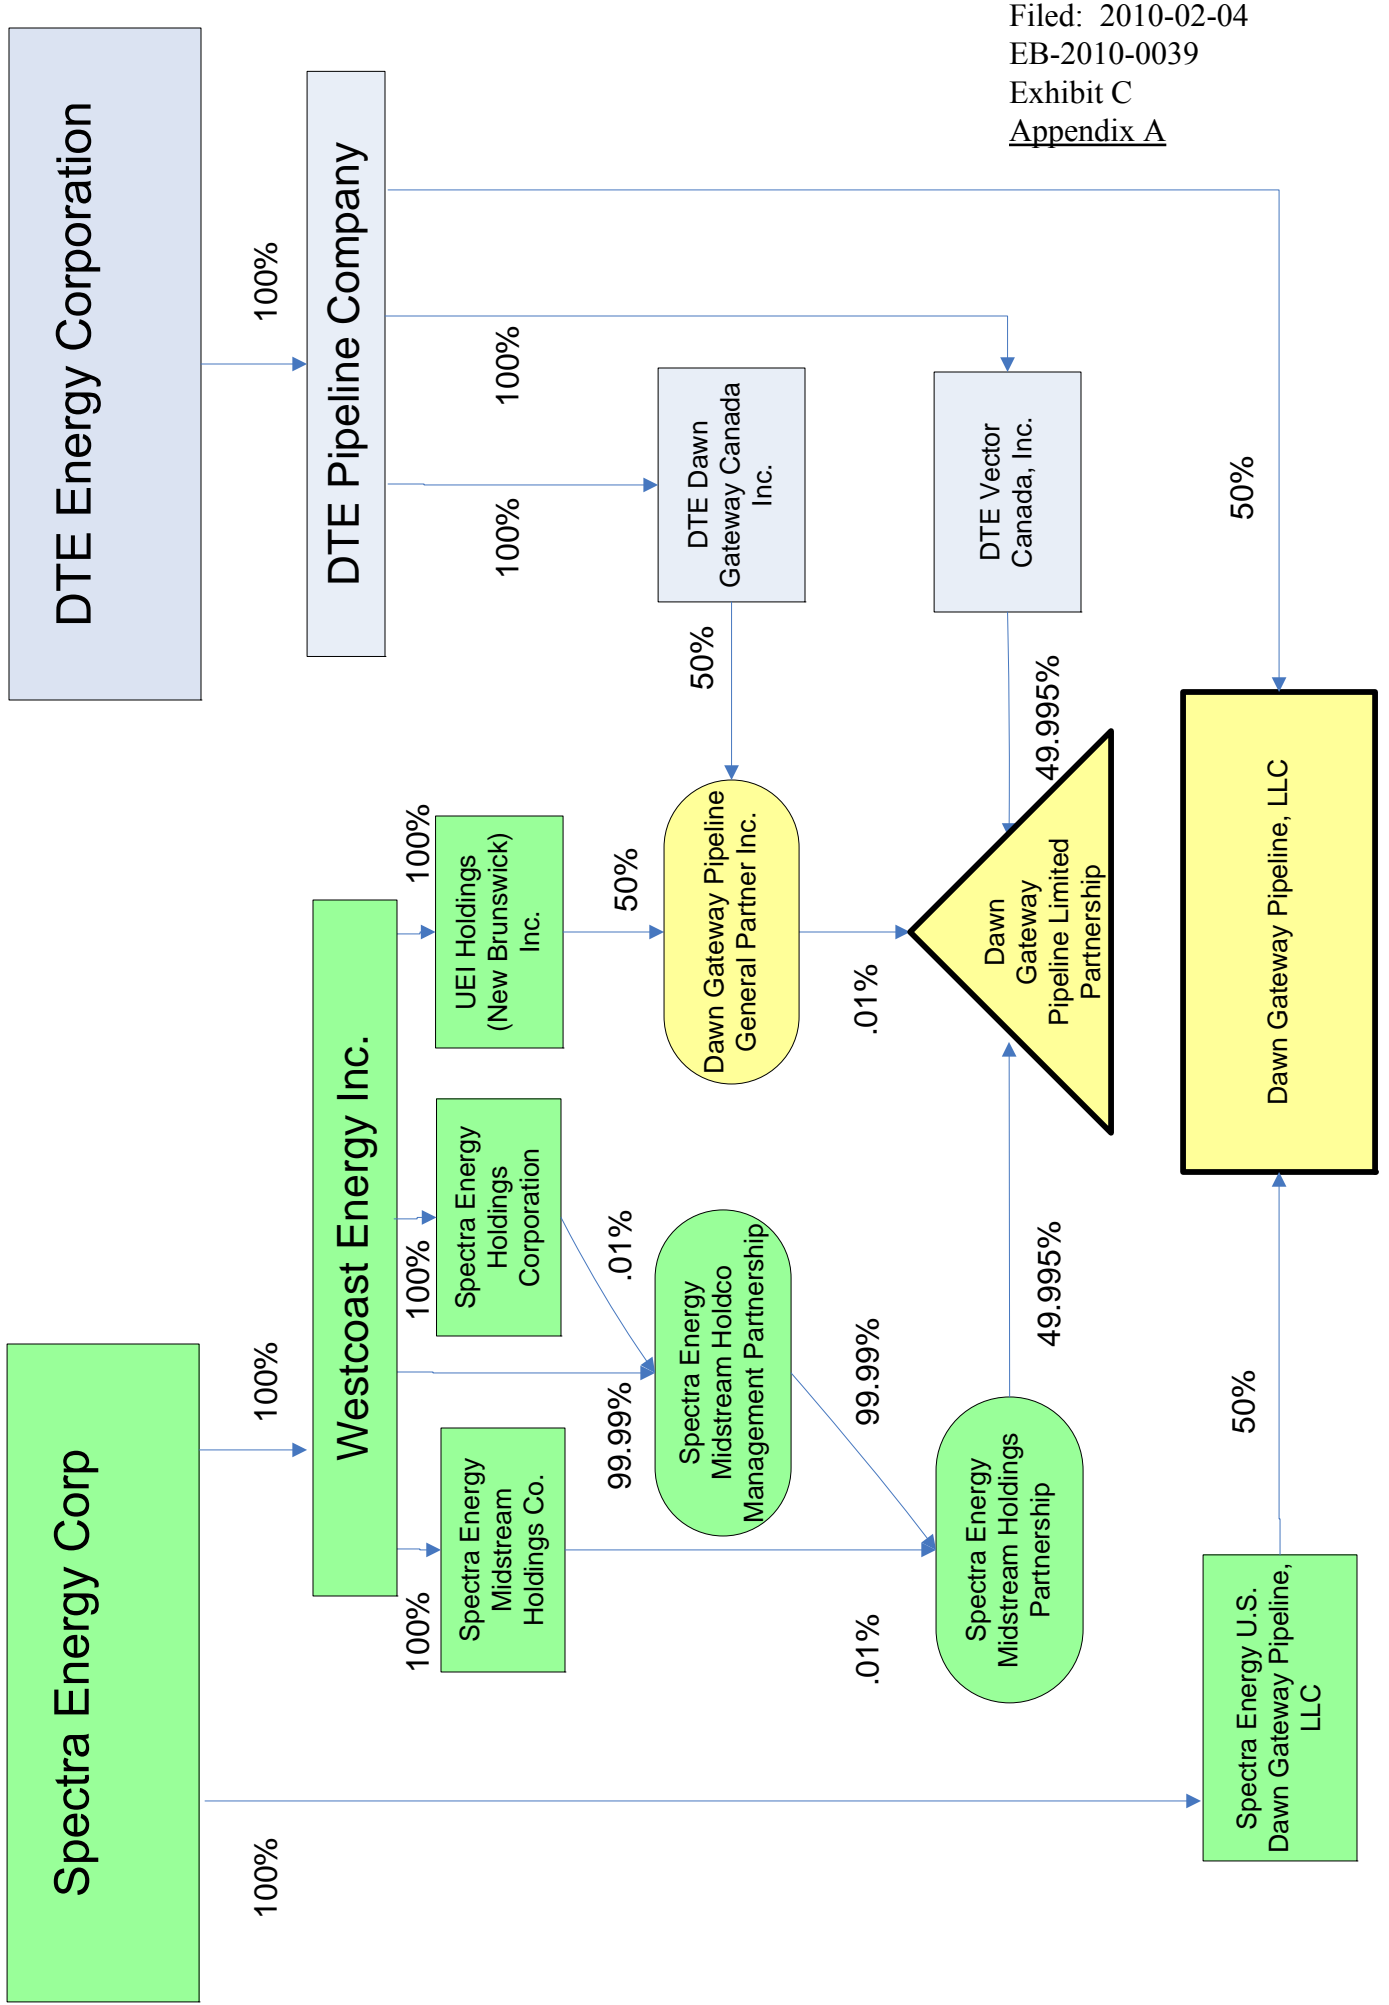 Filed: 2010-02-04
EB-2010-0039
Exhibit C
Appendix A
Spectra Energy Corp
DTE Energy Corporation
100%
100%
100%
Westcoast Energy Inc.
DTE Pipeline Company
100%
100%
100%
100%
100%
Spectra Energy
Midstream
Holdings Co.
Spectra Energy
Holdings
Corporation
UEI Holdings
(New Brunswick)
Inc.
99.99%
.01%
50%
Spectra Energy
Midstream Holdco
Management Partnership
Dawn Gateway Pipeline
General Partner Inc.
50%
DTE Dawn
Gateway Canada
Inc.
.01%
99.99%
.01%
Spectra Energy
Midstream Holdings
Partnership
49.995%
Dawn
Gateway
Pipeline Limited
Partnership
49.995%
DTE Vector
Canada, Inc.
Spectra Energy U.S.
Dawn Gateway Pipeline,
LLC
50%
Dawn Gateway Pipeline, LLC
50%